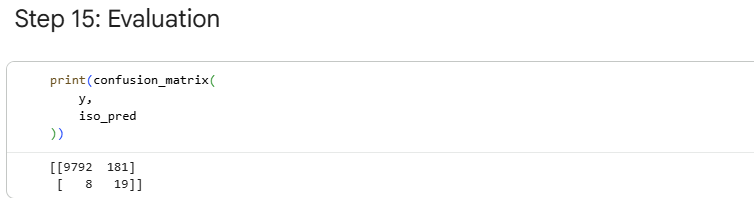 Step 15: Evaluation
print(confusion_matrix(
    y,
    iso_pred
))
[[9792  181]
 [   8   19]]